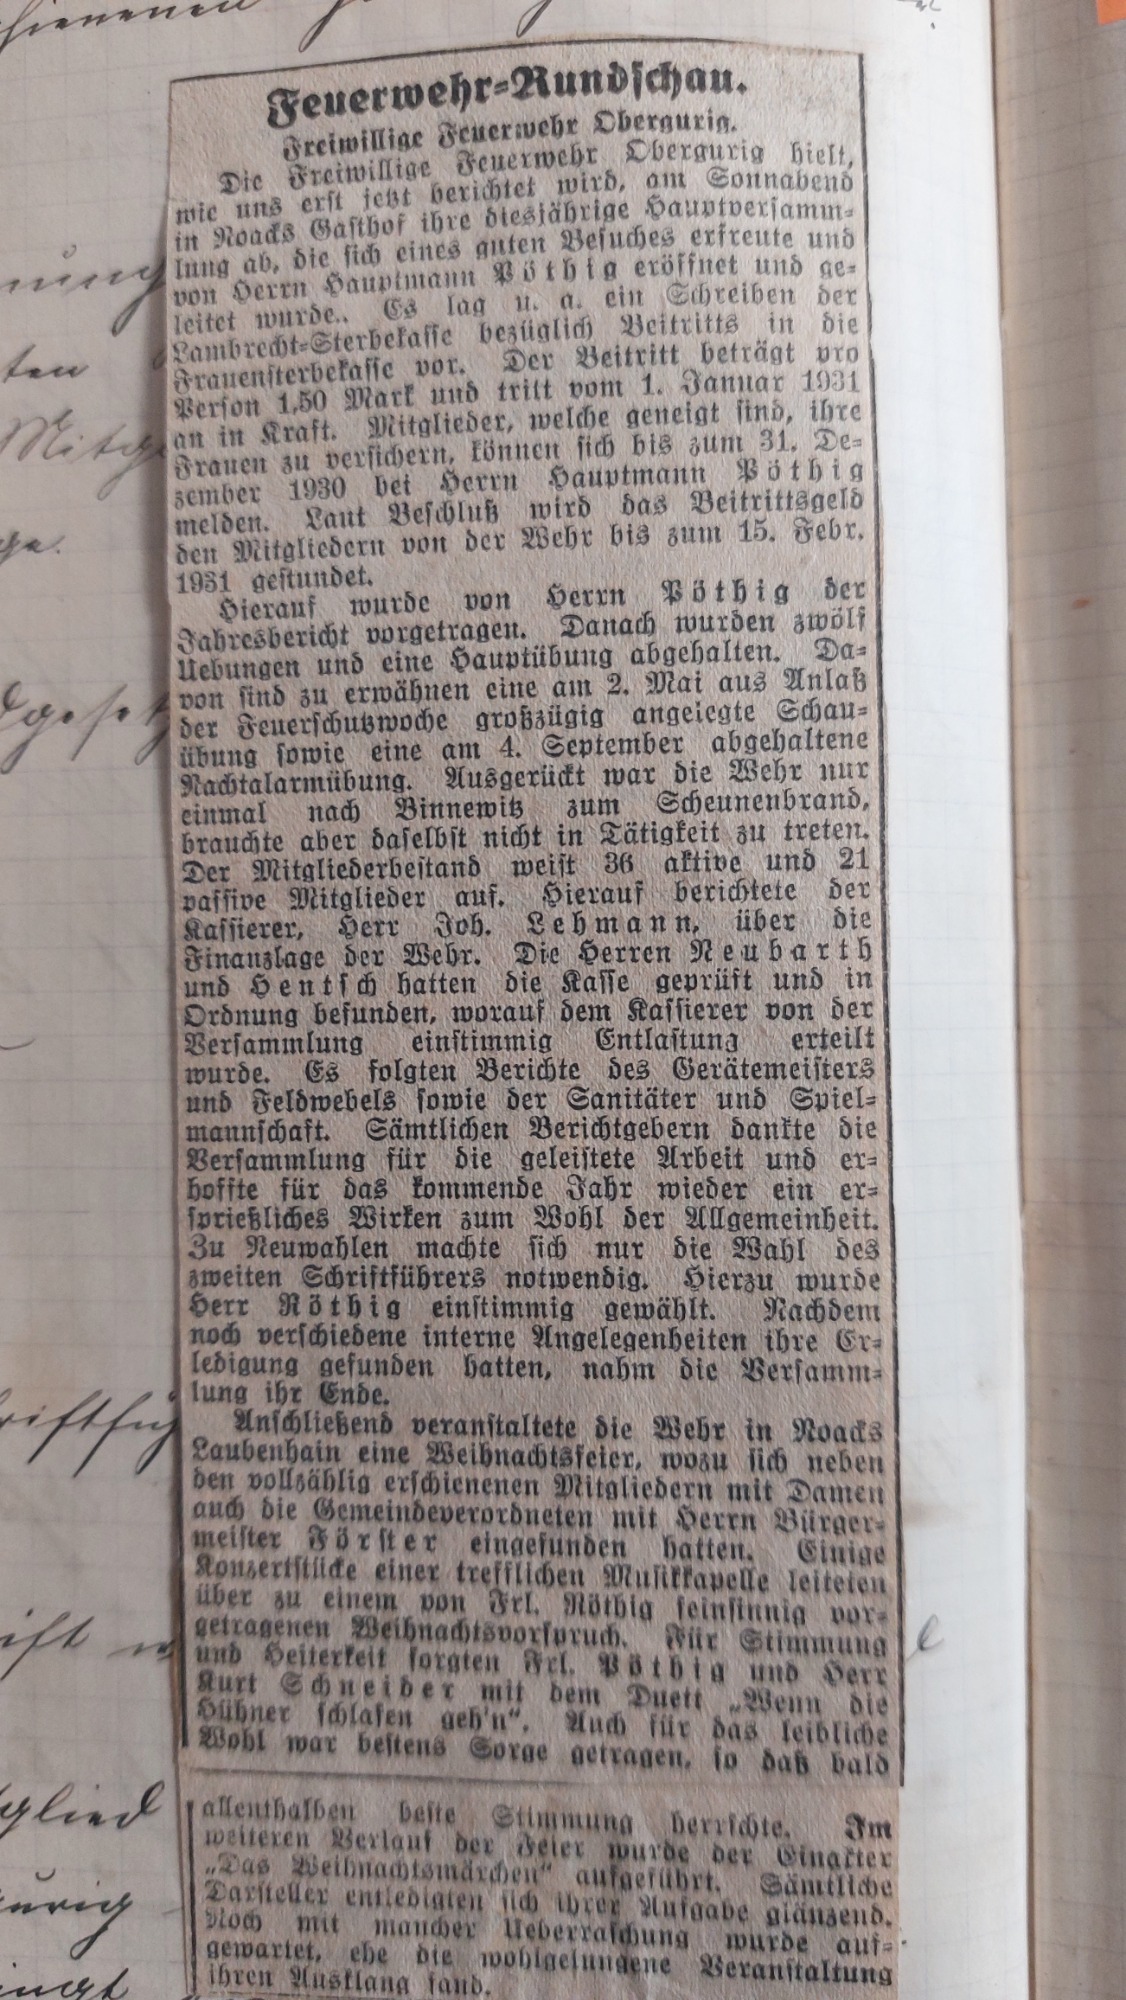 Feuerwehr-Rundschau.
Freiwillige Feuerwehr Obergurig.
Die Freiwillige Feuerwehr Obergurig hielt,
wie uns erst jetzt berichtet wird, am Sonnabend
in Noacks Gasthof ihre diesjährige Hauptversamm-
lung ab, die sich eines guten Besuches erfreute und
von Herrn Hauptmann Pöthig eröffnet und ge-
leitet wurde.. Es lag u. a. ein Schreiben der
Lambrecht-Sterbekasse bezüglich Beitritts in die
Frauensterbekasse vor. Der Beitritt beträgt pro
Person 1,50 Mark und tritt vom 1. Januar 1931
an in Kraft. Mitglieder, welche geneigt sind, ihre
Frauen zu versichern, können sich bis zum 31. De-
zember 1930 bei Herrn Hauptmann Pöthig
melden. Laut Beschluß wird das Beitrittsgeld
den Mitgliedern von der Wehr bis zum 15. Febr.
1931 gestundet.
Hierauf wurde von Herrn Pöthig der
Jahresbericht vorgetragen. Danach wurden zwölf
Uebungen und eine Hauptübung abgehalten. Da-
von sind zu erwähnen eine am 2. Mai aus Anlaß
der Feuerschutzwoche großzügig angelegte Schau-
übung sowie eine am 4. September abgehaltene
Nachtalarmübung. Ausgerückt war die Wehr nur
einmal nach Binnewitz zum Scheunenbrand,
brauchte aber daselbst nicht in Tätigkeit zu treten.
Der Mitgliederbestand weist 36 aktive und 21
passive Mitglieder auf. Hierauf berichtete der
Kassierer, Herr Joh. Lehmann, über die
Finanzlage der Wehr. Die Herren Neubarth
und Hentsch hatten die Kasse geprüft und in
Ordnung befunden, worauf dem Kassierer von der
Versammlung einstimmig Entlastung erteilt
wurde. Es folgten Berichte des Gerätemeisters
und Feldwebels sowie der Sanitäter und Spiel-
mannschaft. Sämtlichen Berichtgebern dankte die
Versammlung für die geleistete Arbeit und er-
hoffte für das kommende Jahr wieder ein er-
sprießliches Wirken zum Wohl der Allgemeinheit.
Zu Neuwahlen machte sich nur die Wahl des
zweiten Schriftführers notwendig. Hierzu wurde
Herr Röthig einstimmig gewählt. Nachdem
noch verschiedene interne Angelegenheiten ihre Er-
ledigung gefunden hatten, nahm die Versamm-
lung ihr Ende.
Anschließend veranstaltete die Wehr in Noacks
Laubenhain eine Weihnachtsfeier, wozu sich neben
den vollzählig erschienenen Mitgliedern mit Damen
auch die Gemeindeverordneten mit Herrn Bürger-
meister Förster eingefunden hatten. Einige
Konzertstücke einer trefflichen Musikkapelle leiteten
über zu einem von Frl. Röthig feinsinnig vor-
getragenen Weihnachtsvorspruch. Für Stimmung
und Heiterkeit sorgten Frl. Pöthig und Herr
Kurt Schneider mit dem Duett „Wenn die
Hühner schlafen geh'n". Auch für das leibliche
Wohl war bestens Sorge getragen, so daß bald
allenthalben beste Stimmung herrschte. Im
weiteren Verlauf der Feier wurde der Einakter
„Das Weihnachtsmärchen" aufgeführt. Sämtliche
Darsteller entledigten sich ihrer Aufgabe glänzend.
Noch mit mancher Ueberraschung wurde auf-
gewartet, ehe die wohlgelungene Veranstaltung
ihren Ausklang fand.